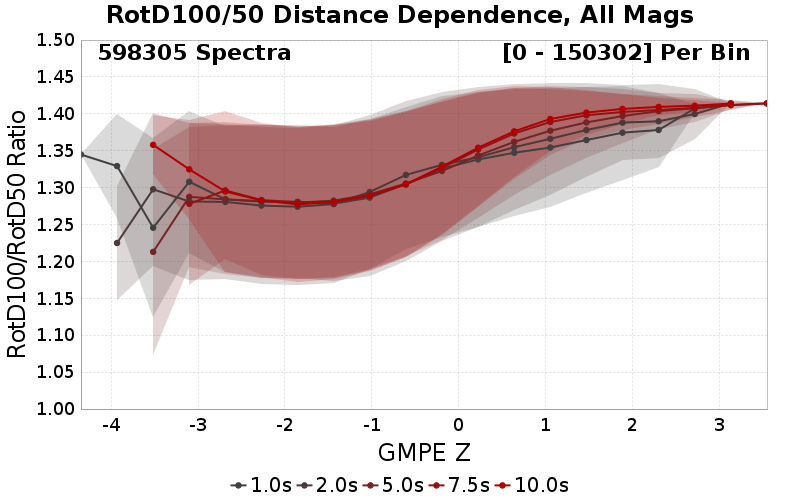 RotD100/50 Distance Dependence, All Mags
598305 Spectra
[0 - 150302] Per Bin
RotD100/RotD50 Ratio
1.50
1.45
1.40
1.35
1.30
1.25
1.20
1.15
1.10
1.05
1.00
-4 -3 -2 -1 0 1 2 3
GMPE Z
1.0s 2.0s 5.0s 7.5s 10.0s